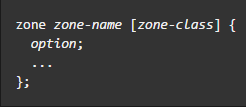 zone zone-name [zone-class] {
option;
...
};